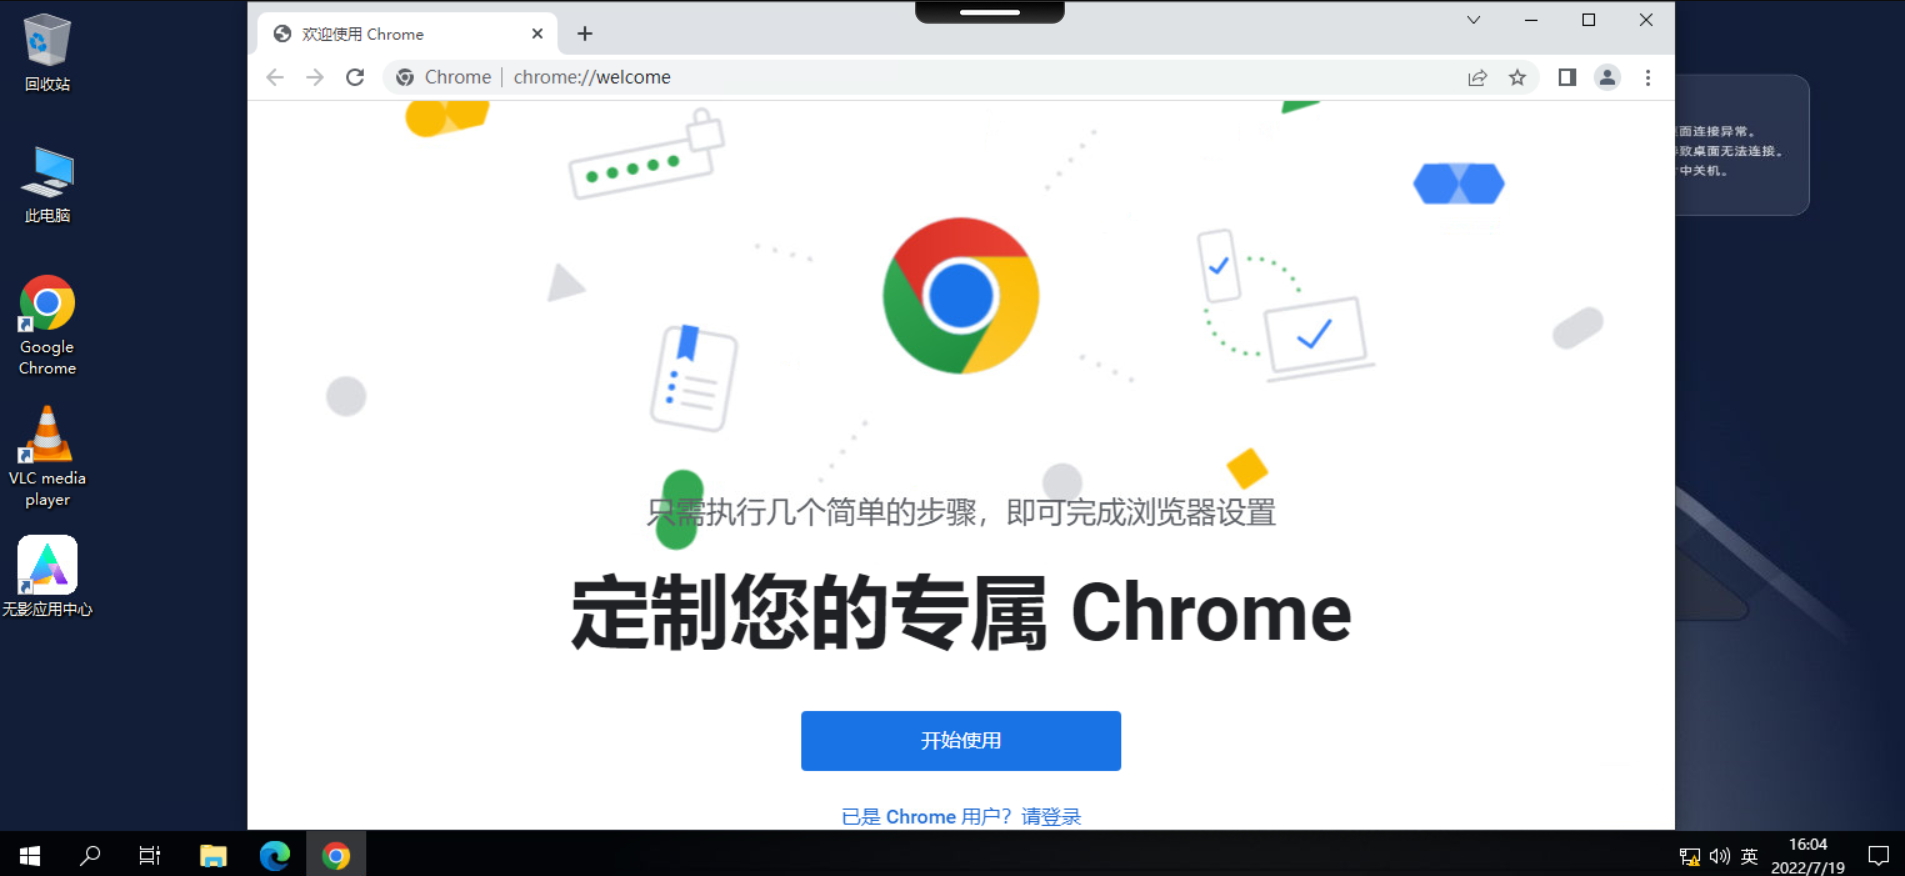 回收站
此电脑
Google
Chrome
VLC media
player
无影应用中心
欢迎使用 Chrome
Chrome
chrome://welcome
只需执行几个简单的步骤，即可完成浏览器设置
定制您的专属 Chrome
开始使用
已是 Chrome 用户？请登录
面连接异常。
致桌面无法连接。
中关机。
英
16:04
2022/7/19